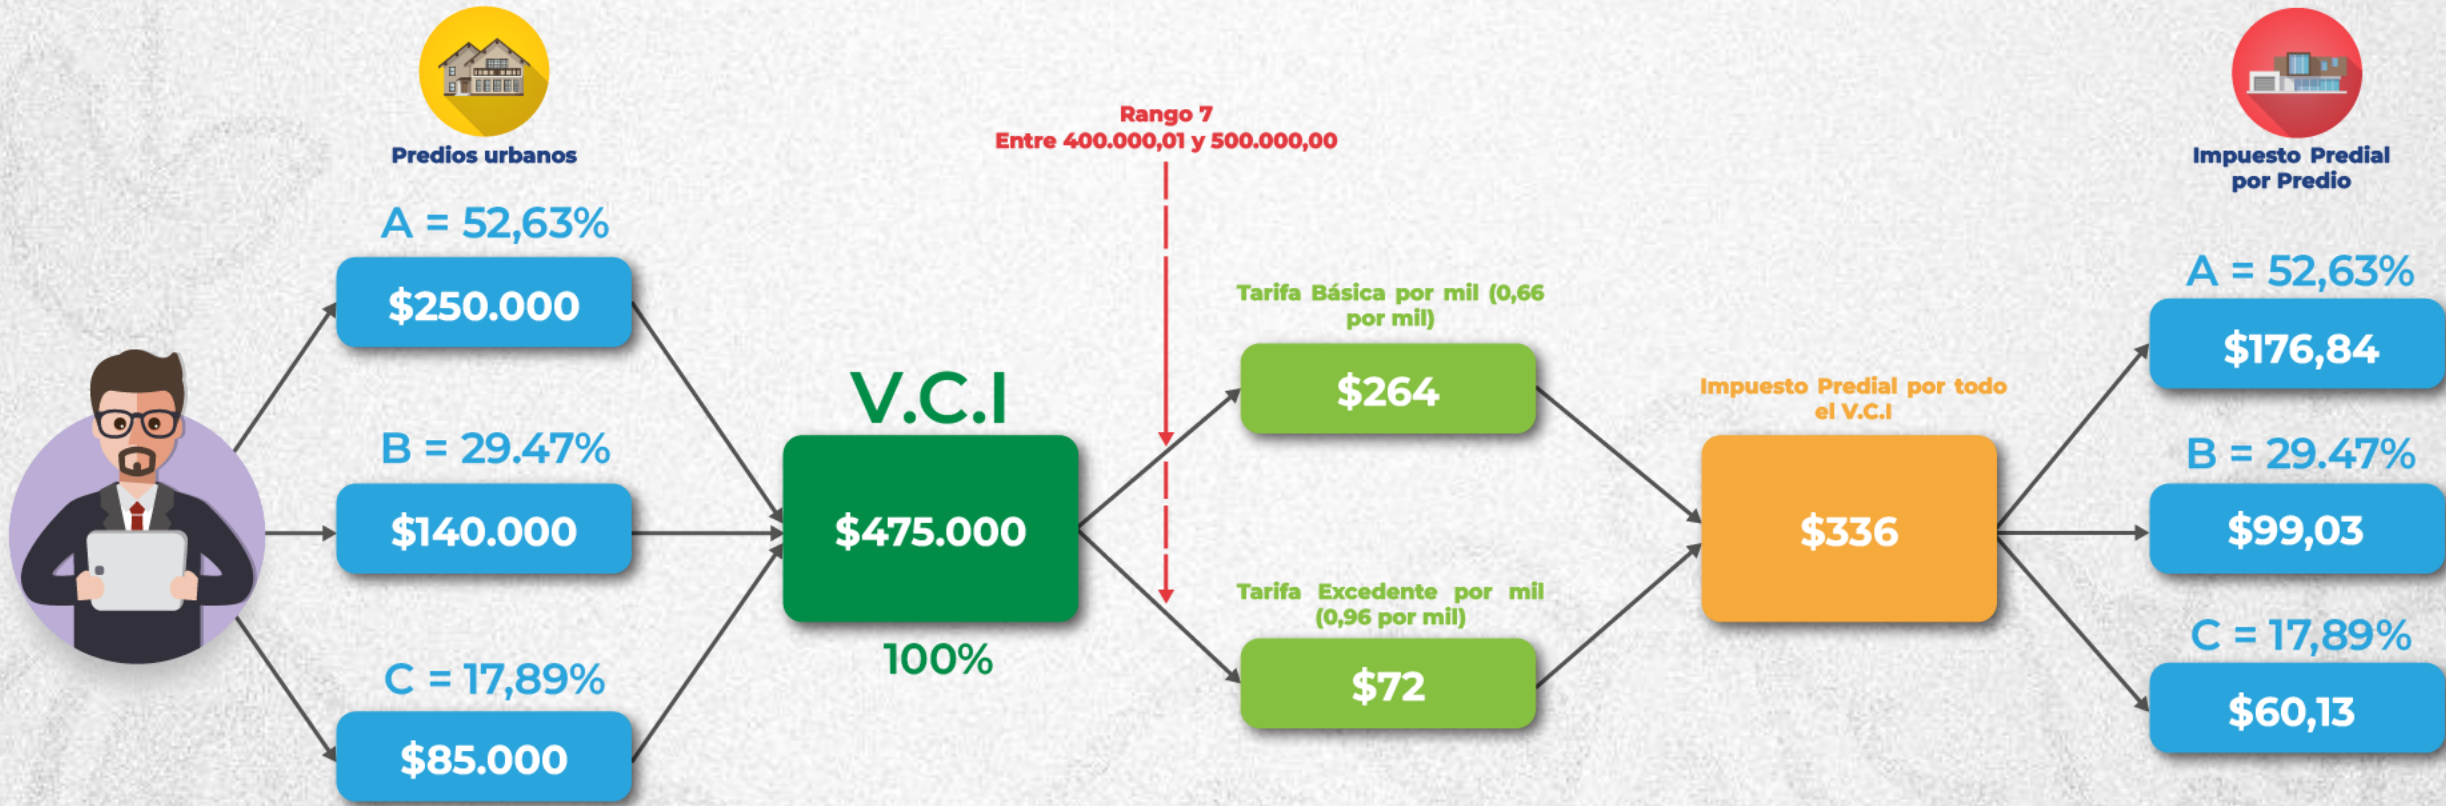 Predios urbanos
A = 52,63%
$250.000
B = 29.47%
$140.000
C = 17,89%
$85.000
V.C.I
$475.000
100%
Rango 7
Entre 400.000,01 y 500.000,00
Tarifa Básica por mil (0,66
por mil)
$264
Tarifa Excedente por mil
(0,96 por mil)
$72
Impuesto Predial por todo
el V.C.I
$336
Impuesto Predial
por Predio
A = 52,63%
$176,84
B = 29.47%
$99,03
C = 17,89%
$60,13